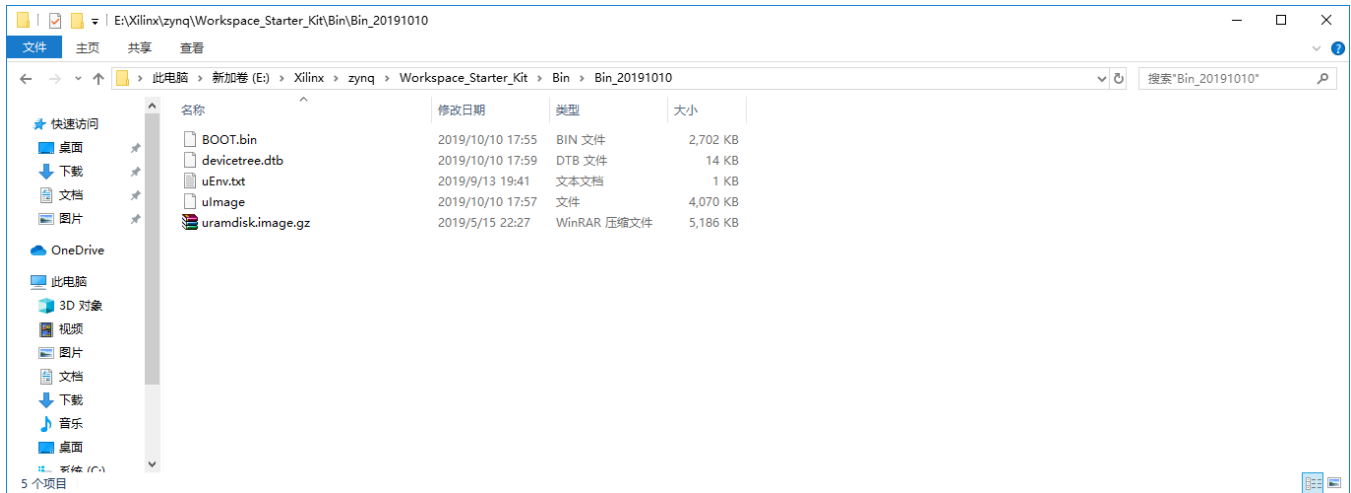 E:\Xilinx\zynq\Workspace_Starter_Kit\Bin\Bin_20191010
文件 主页 共享 查看
此电脑 › 新加卷 (E:) › Xilinx › zynq › Workspace_Starter_Kit › Bin › Bin_20191010 搜索"Bin_20191010"
名称 修改日期 类型 大小
BOOT.bin 2019/10/10 17:55 BIN 文件 2,702 KB
devicetree.dtb 2019/10/10 17:59 DTB 文件 14 KB
uEnv.txt 2019/9/13 19:41 文本文档 1 KB
uImage 2019/10/10 17:57 文件 4,070 KB
uramdisk.image.gz 2019/5/15 22:27 WinRAR 压缩文件 5,186 KB
快速访问
桌面
下载
文档
图片
OneDrive
此电脑
3D 对象
视频
图片
文档
下载
音乐
桌面
系统 (C:)
5 个项目